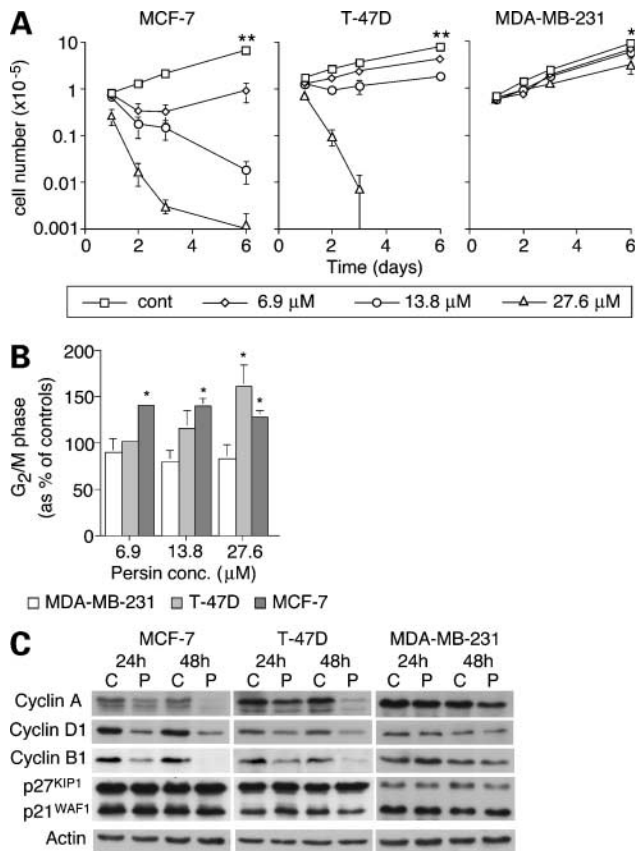 A
MCF-7
T-47D
MDA-MB-231
cell number (x10⁻⁵)
10
1
0.1
0.01
0.001
**
**
*
0 2 4 6
0 2 4 6
0 2 4 6
Time (days)
cont
6.9 µM
13.8 µM
27.6 µM
B
G₂/M phase
(as % of controls)
200
150
100
50
0
*
*
*
*
6.9 13.8 27.6
Persin conc. (µM)
MDA-MB-231 T-47D MCF-7
C
MCF-7 T-47D MDA-MB-231
24h 48h 24h 48h 24h 48h
C P C P C P C P C P C P
Cyclin A
Cyclin D1
Cyclin B1
p27ᴷᴵᴾ¹
p21ᵂᴬᶠ¹
Actin